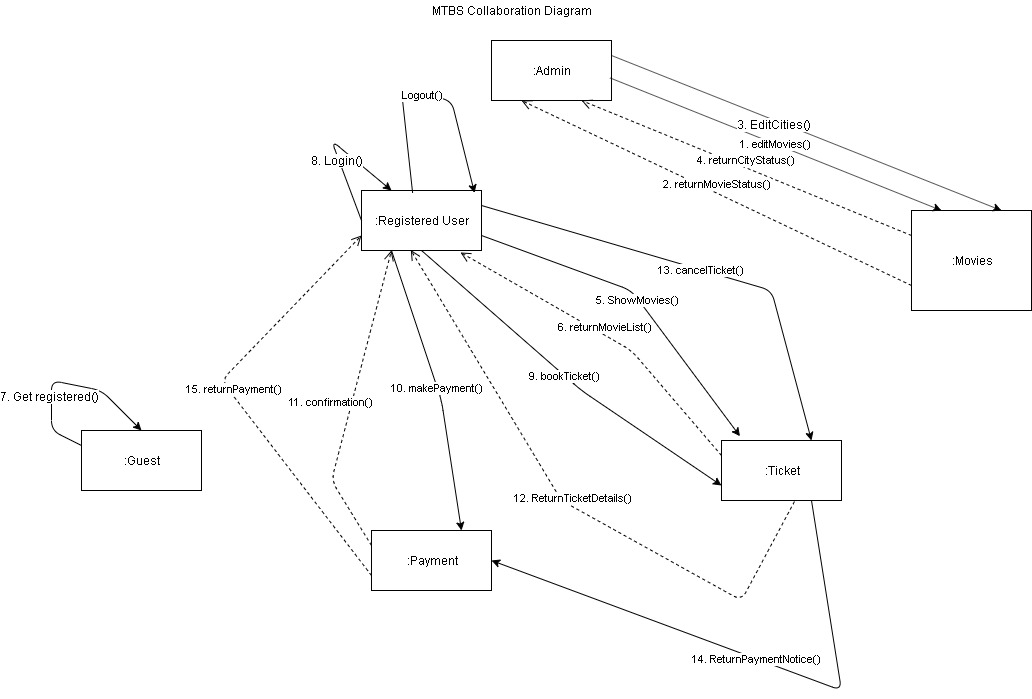 MTBS Collaboration Diagram
:Admin
Logout()
3. EditCities()
1. editMovies()
4. returnCityStatus()
8. Login()
2. returnMovieStatus()
:Registered User
:Movies
13. cancelTicket()
5. ShowMovies()
6. returnMovieList()
9. bookTicket()
15. returnPayment()
10. makePayment()
7. Get registered()
11. confirmation()
:Guest
:Ticket
12. ReturnTicketDetails()
:Payment
14. ReturnPaymentNotice()